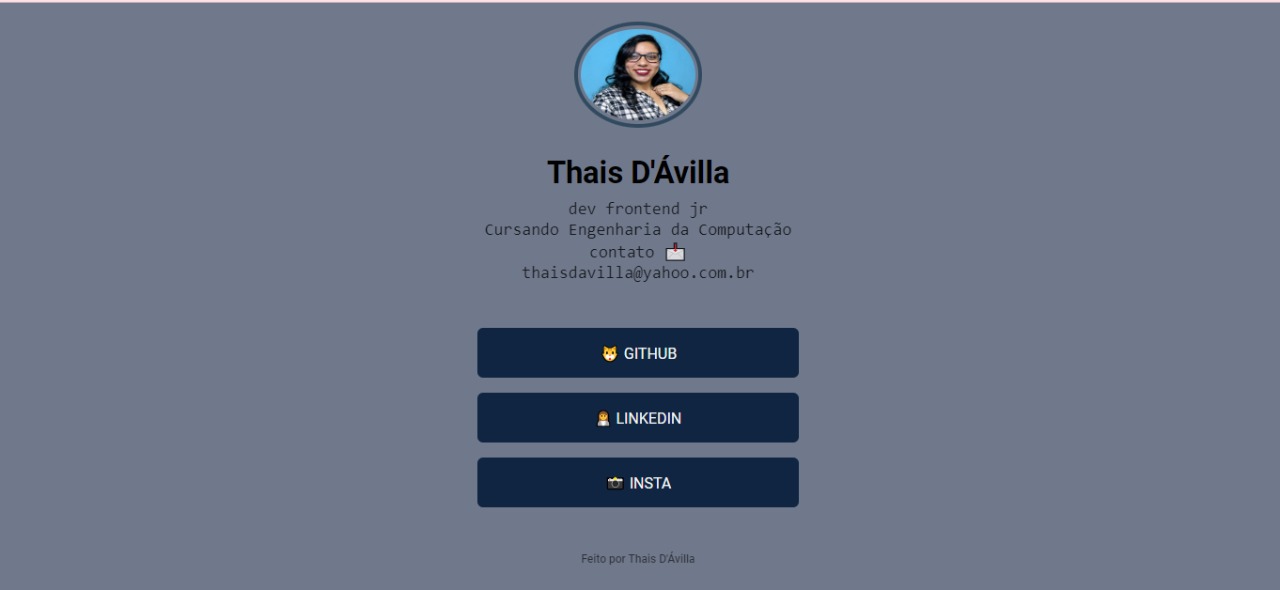 Thais D'Ávilla
dev frontend jr
Cursando Engenharia da Computação
contato 📩
thaisdavilla@yahoo.com.br
🐱 GITHUB
👩‍💼 LINKEDIN
📷 INSTA
Feito por Thais D'Ávilla